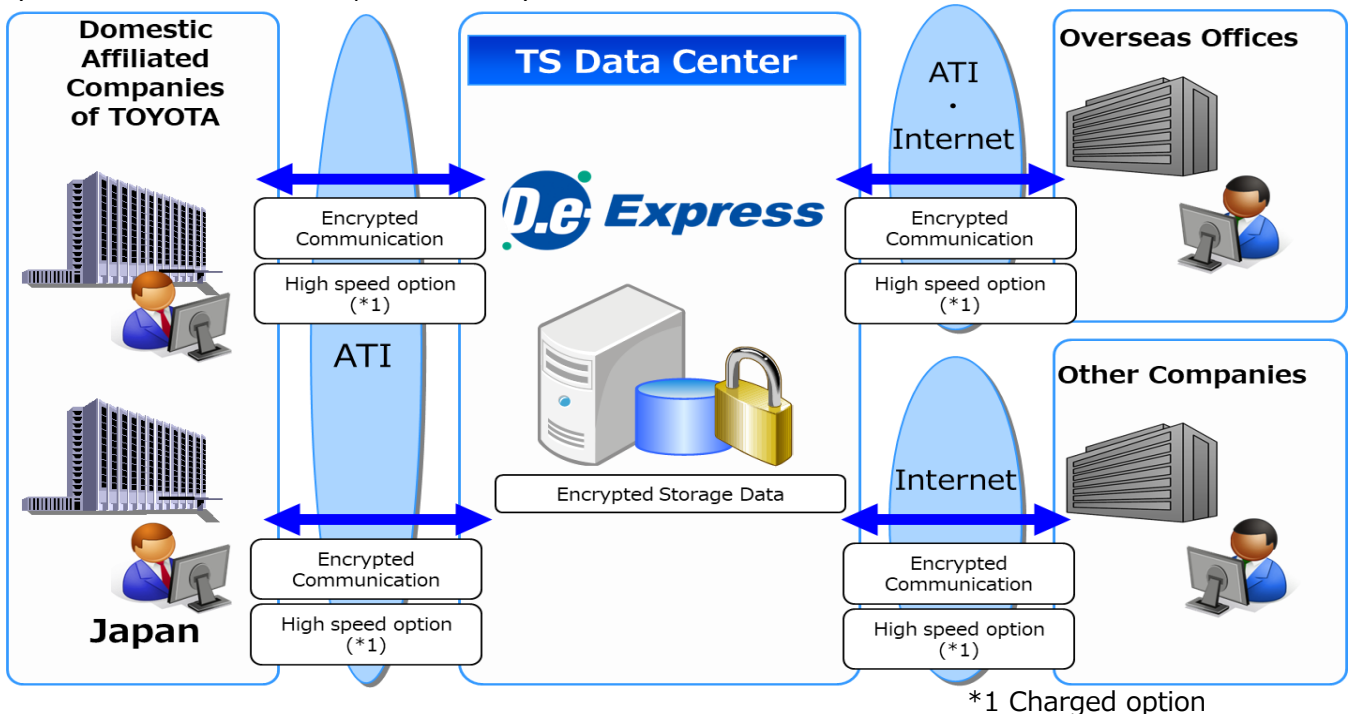 Domestic
Affiliated
Companies
of TOYOTA
Encrypted
Communication
High speed option
(*1)
ATI
Encrypted
Communication
High speed option
(*1)
Japan
TS Data Center
D.e Express
Encrypted Storage Data
ATI
・
Internet
Encrypted
Communication
High speed option
(*1)
Overseas Offices
Internet
Encrypted
Communication
High speed option
(*1)
Other Companies
*1 Charged option